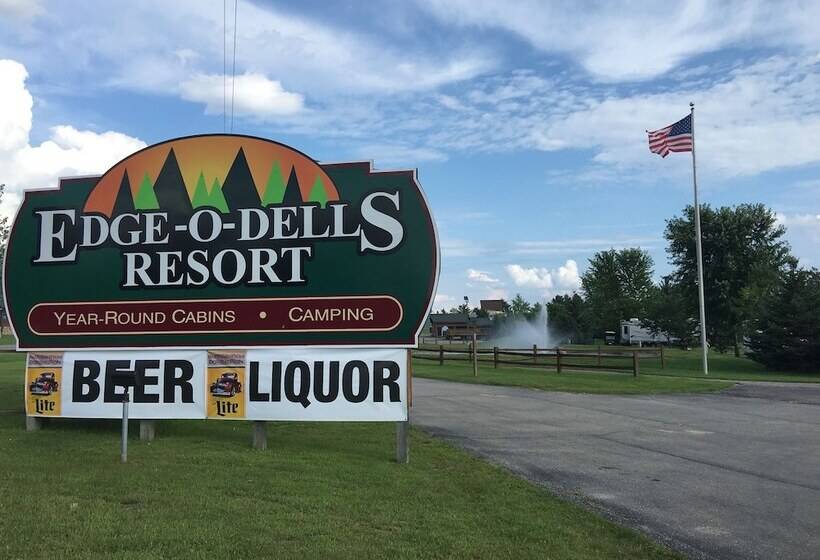 EDGE-O-DELLS
RESORT
YEAR-ROUND CABINS • CAMPING
Lite BEER Lite LIQUOR